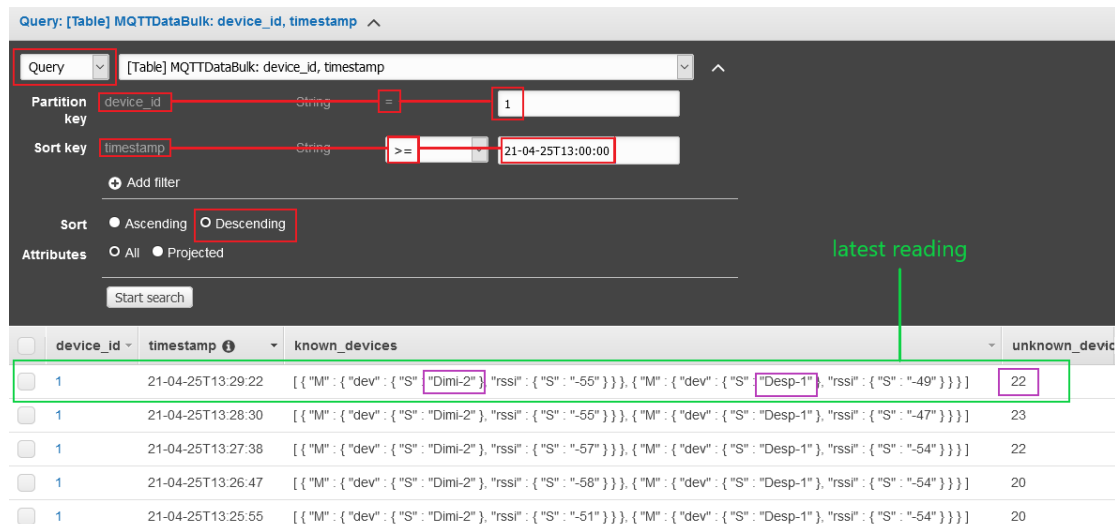 Query: [Table] MQTTDataBulk: device_id, timestamp
Query [Table] MQTTDataBulk: device_id, timestamp
Partition key device_id String = 1
Sort key timestamp String >= 21-04-25T13:00:00
Add filter
Sort Ascending Descending
Attributes All Projected
latest reading
Start search
device_id timestamp known_devices unknown_devic
1 21-04-25T13:29:22 [ { "M" : { "dev" : { "S" : "Dimi-2" }, "rssi" : { "S" : "-55" } } }, { "M" : { "dev" : { "S" : "Desp-1" }, "rssi" : { "S" : "-49" } } } ] 22
1 21-04-25T13:28:30 [ { "M" : { "dev" : { "S" : "Dimi-2" }, "rssi" : { "S" : "-55" } } }, { "M" : { "dev" : { "S" : "Desp-1" }, "rssi" : { "S" : "-47" } } } ] 23
1 21-04-25T13:27:38 [ { "M" : { "dev" : { "S" : "Dimi-2" }, "rssi" : { "S" : "-57" } } }, { "M" : { "dev" : { "S" : "Desp-1" }, "rssi" : { "S" : "-54" } } } ] 22
1 21-04-25T13:26:47 [ { "M" : { "dev" : { "S" : "Dimi-2" }, "rssi" : { "S" : "-58" } } }, { "M" : { "dev" : { "S" : "Desp-1" }, "rssi" : { "S" : "-54" } } } ] 20
1 21-04-25T13:25:55 [ { "M" : { "dev" : { "S" : "Dimi-2" }, "rssi" : { "S" : "-51" } } }, { "M" : { "dev" : { "S" : "Desp-1" }, "rssi" : { "S" : "-54" } } } ] 20